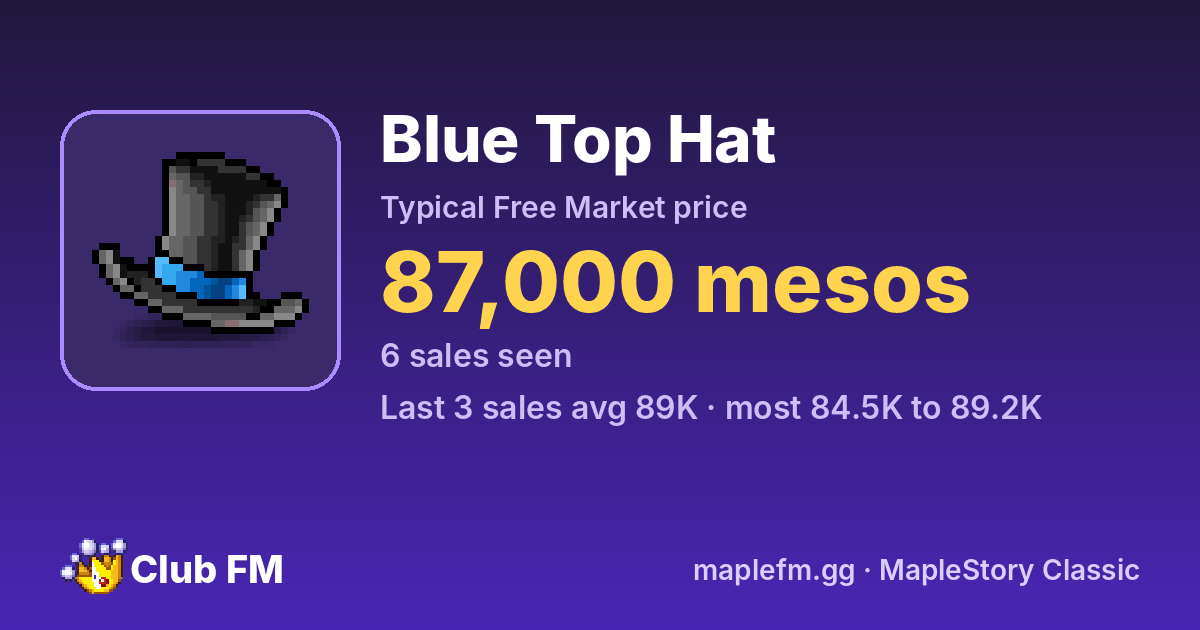 Blue Top Hat
Typical Free Market price
87,000 mesos
6 sales seen
Last 3 sales avg 89K · most 84.5K to 89.2K
Club FM
maplefm.gg · MapleStory Classic